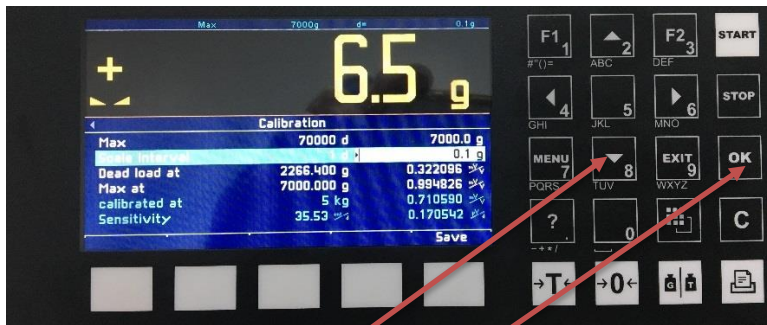 Max 7000g d= 0.1g
+ 6.5 g
Calibration
Max 70000 d 7000.0 g
Scale Interval 1 d 0.1 g
Dead load at 2266.400 g 0.322096
Max at 7000.000 g 0.994826
calibrated at 5 kg 0.710590
Sensitivity 35.53 0.170542
Save
F1 1 2 ABC F2 3 START
#"()= ABC DEF
4 5 6 STOP
GHI JKL MNO
MENU 7 8 EXIT 9 OK
PQRS TUV WXYZ
? . 0 C
-+*/
→T← →0← G T